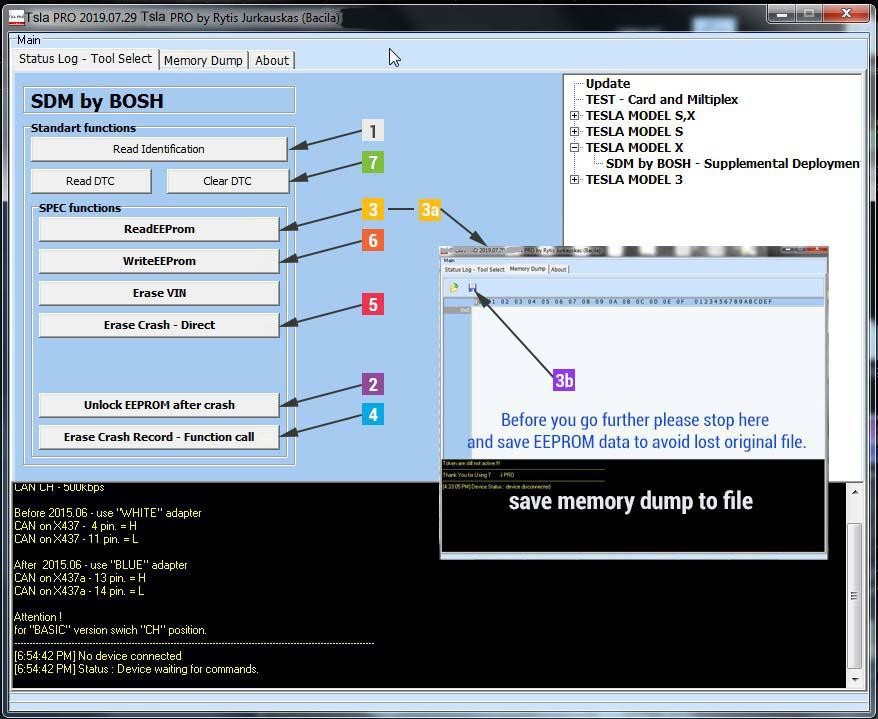 Tsla PRO 2019.07.29 Tsla PRO by Rytis Jurkauskas (Bacila)
Main
Status Log - Tool Select
Memory Dump
About
SDM by BOSH
Standart functions
Read Identification
1
Read DTC
Clear DTC
7
SPEC functions
ReadEEProm
3
3a
WriteEEProm
6
Erase VIN
Erase Crash - Direct
5
Unlock EEPROM after crash
2
Erase Crash Record - Function call
4
Update
TEST - Card and Miltiplex
TESLA MODEL S,X
TESLA MODEL S
TESLA MODEL X
SDM by BOSH - Supplemental Deploymen
TESLA MODEL 3
PRO 2019.07.29 PRO by Rytis Jurkauskas (Bacila)
Main
Status Log - Tool Select
Memory Dump
About
01 02 03 04 05 06 07 08 09 0A 0B 0C 0D 0E 0F 0123456789ABCDEF
3b
Before you go further please stop here
and save EEPROM data to avoid lost original file.
Token are still not active !!!
Thank You for Using T PRO
[4:33:05 PM] Device Status : device disconnected
save memory dump to file
CAN CH - 500kbps
Before 2015.06 - use "WHITE" adapter
CAN on X437 - 4 pin. = H
CAN on X437 - 11 pin. = L
After 2015.06 - use "BLUE" adapter
CAN on X437a - 13 pin. = H
CAN on X437a - 14 pin. = L
Attention !
for "BASIC" version swich "CH" position.
[6:54:42 PM] No device connected
[6:54:42 PM] Status : Device waiting for commands.